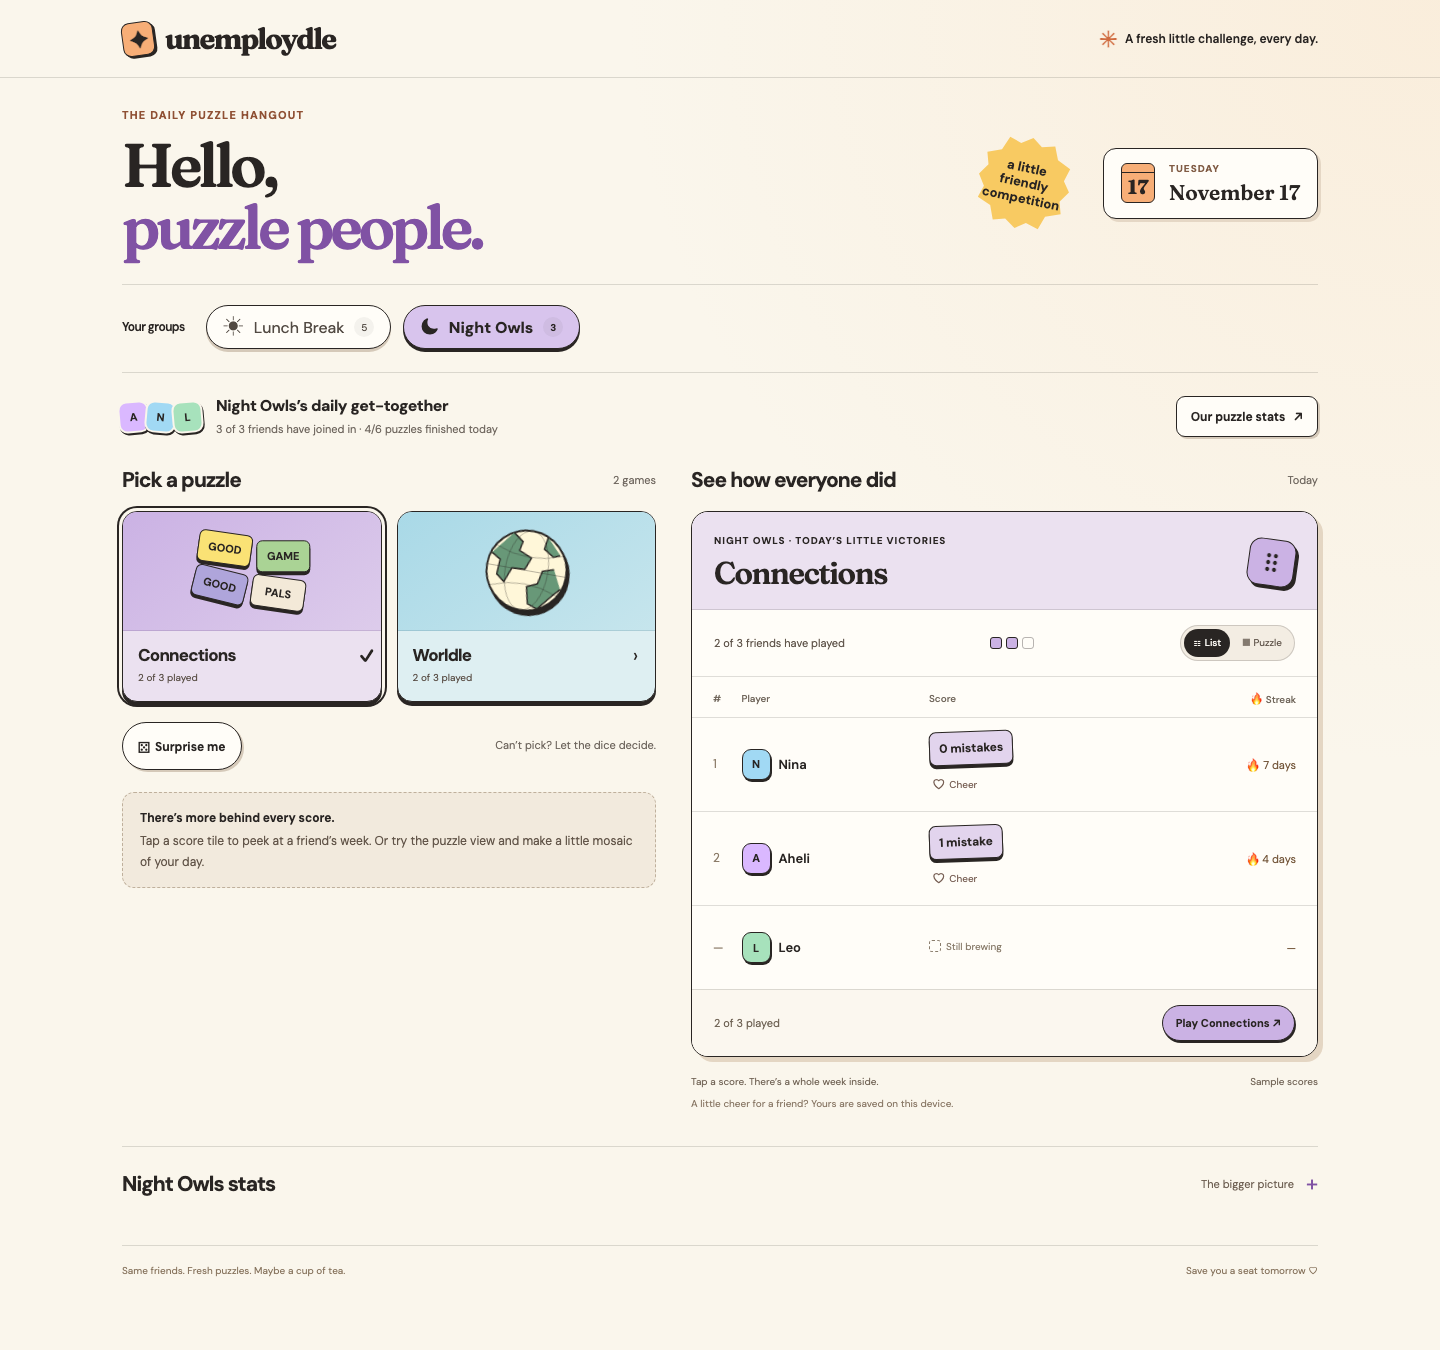 unemploydle
A fresh little challenge, every day.
THE DAILY PUZZLE HANGOUT
Hello,
puzzle people.
a little
friendly
competition
17
TUESDAY
November 17
Your groups
Lunch Break 5
Night Owls 3
A N L
Night Owls’s daily get-together
3 of 3 friends have joined in · 4/6 puzzles finished today
Our puzzle stats ↗
Pick a puzzle
2 games
GOOD
GAME
GOOD
PALS
Connections
2 of 3 played
Worldle
2 of 3 played
Surprise me
Can’t pick? Let the dice decide.
There’s more behind every score.
Tap a score tile to peek at a friend’s week. Or try the puzzle view and make a little mosaic
of your day.
See how everyone did
Today
NIGHT OWLS · TODAY’S LITTLE VICTORIES
Connections
2 of 3 friends have played
List
Puzzle
# Player Score Streak
1 N Nina 0 mistakes 7 days
Cheer
2 A Aheli 1 mistake 4 days
Cheer
— L Leo Still brewing —
2 of 3 played
Play Connections ↗
Tap a score. There’s a whole week inside.
Sample scores
A little cheer for a friend? Yours are saved on this device.
Night Owls stats
The bigger picture +
Same friends. Fresh puzzles. Maybe a cup of tea.
Save you a seat tomorrow ♡